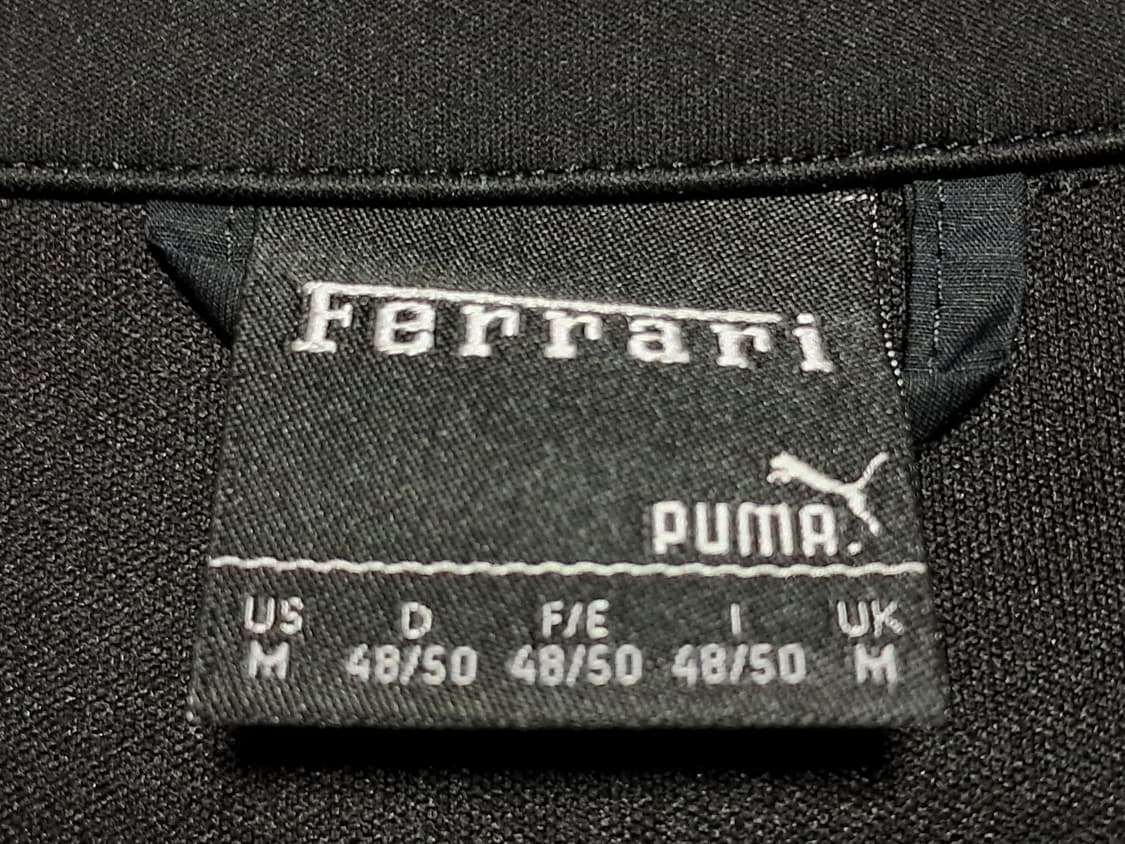 Ferrari
PUMA.
US D F/E I UK
M 48/50 48/50 48/50 M